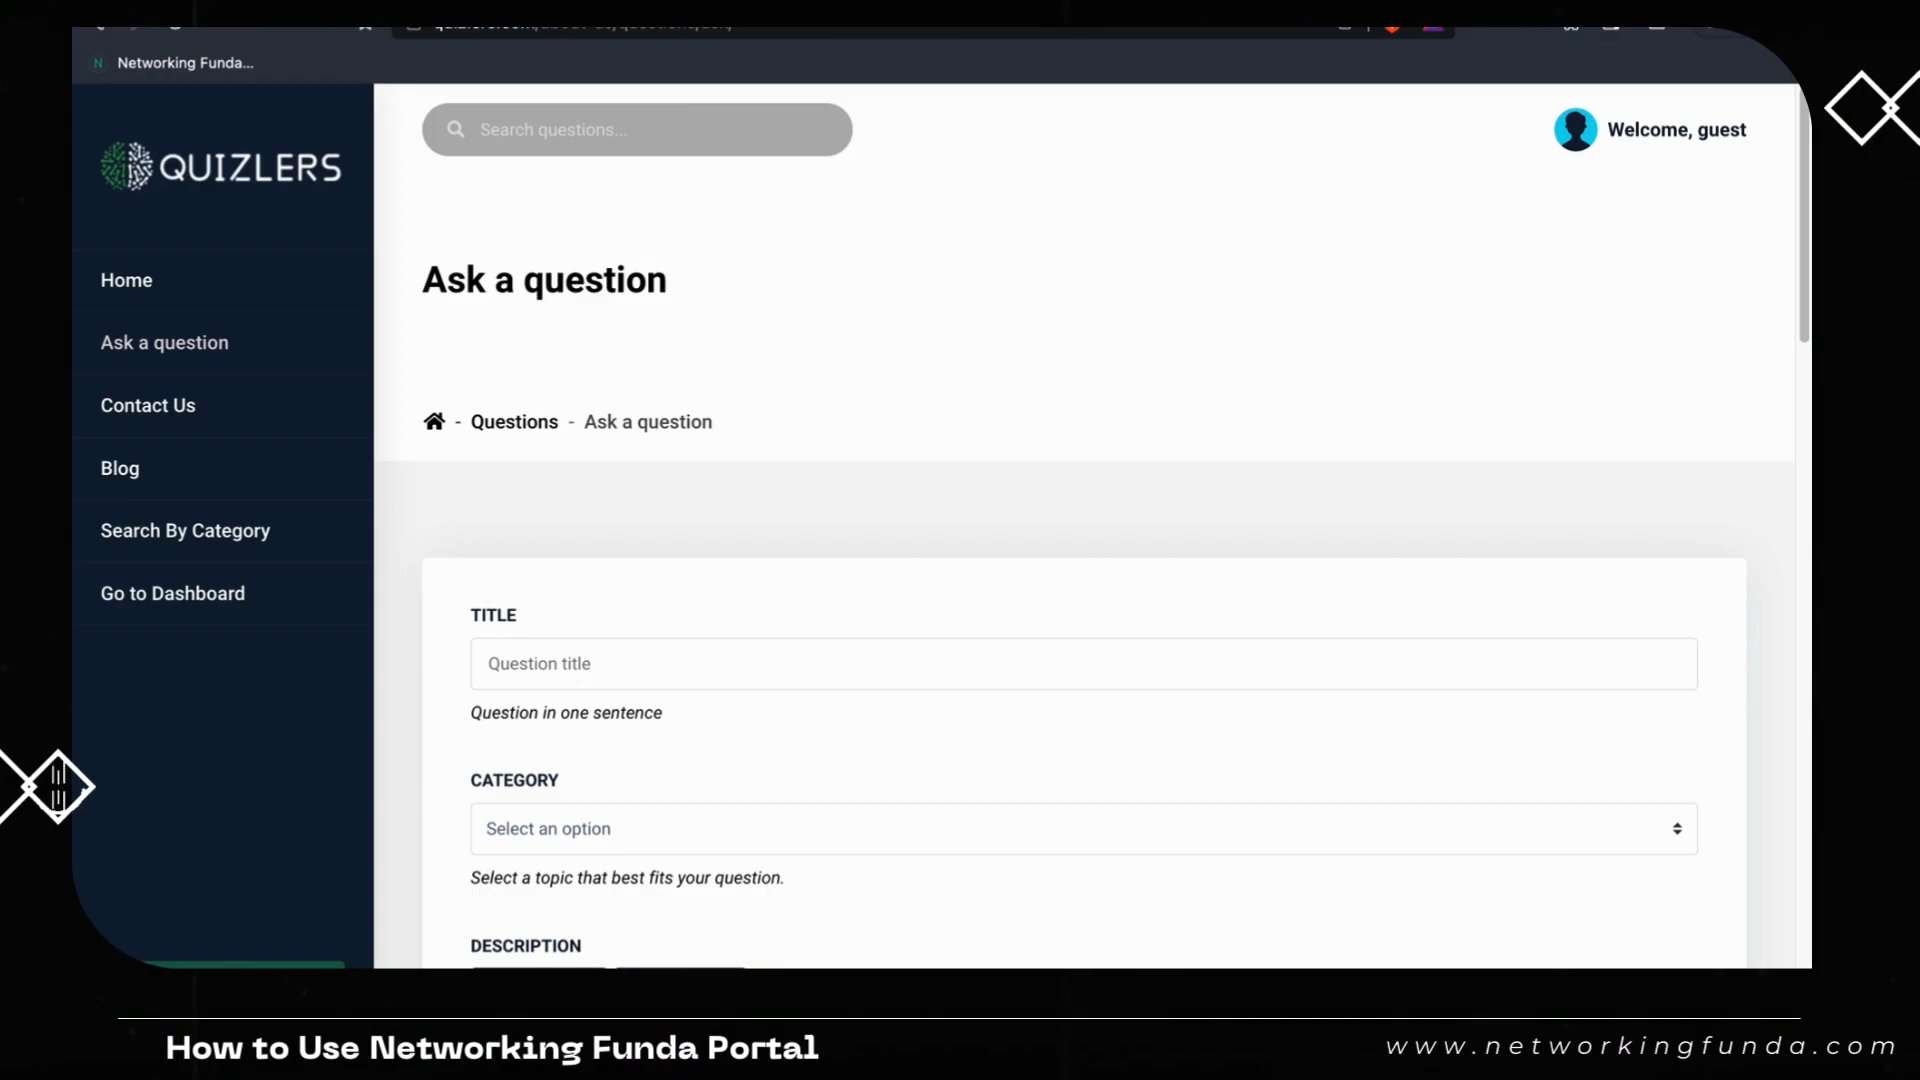 Networking Funda...
QUIZLERS
Search questions...
Welcome, guest
Home
Ask a question
Contact Us
Blog
Search By Category
Go to Dashboard
Ask a question
- Questions - Ask a question
TITLE
Question title
Question in one sentence
CATEGORY
Select an option
Select a topic that best fits your question.
DESCRIPTION
How to Use Networking Funda Portal
www.networkingfunda.com